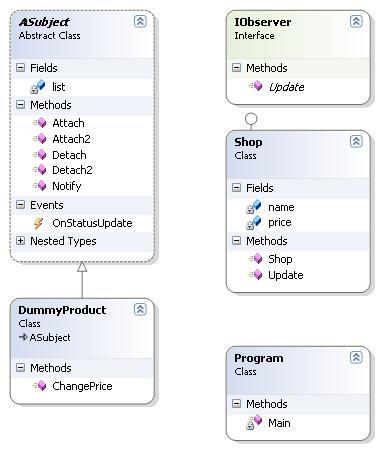 ASubject
Abstract Class
Fields
list
Methods
Attach
Attach2
Detach
Detach2
Notify
Events
OnStatusUpdate
Nested Types
DummyProduct
Class
ASubject
Methods
ChangePrice
IObserver
Interface
Methods
Update
Shop
Class
Fields
name
price
Methods
Shop
Update
Program
Class
Methods
Main